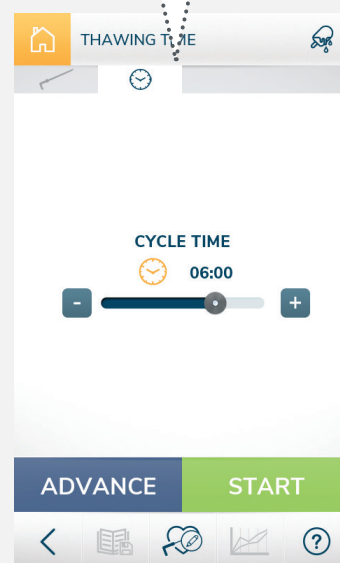 THAWING TIME
CYCLE TIME
06:00
- +
ADVANCE START
?